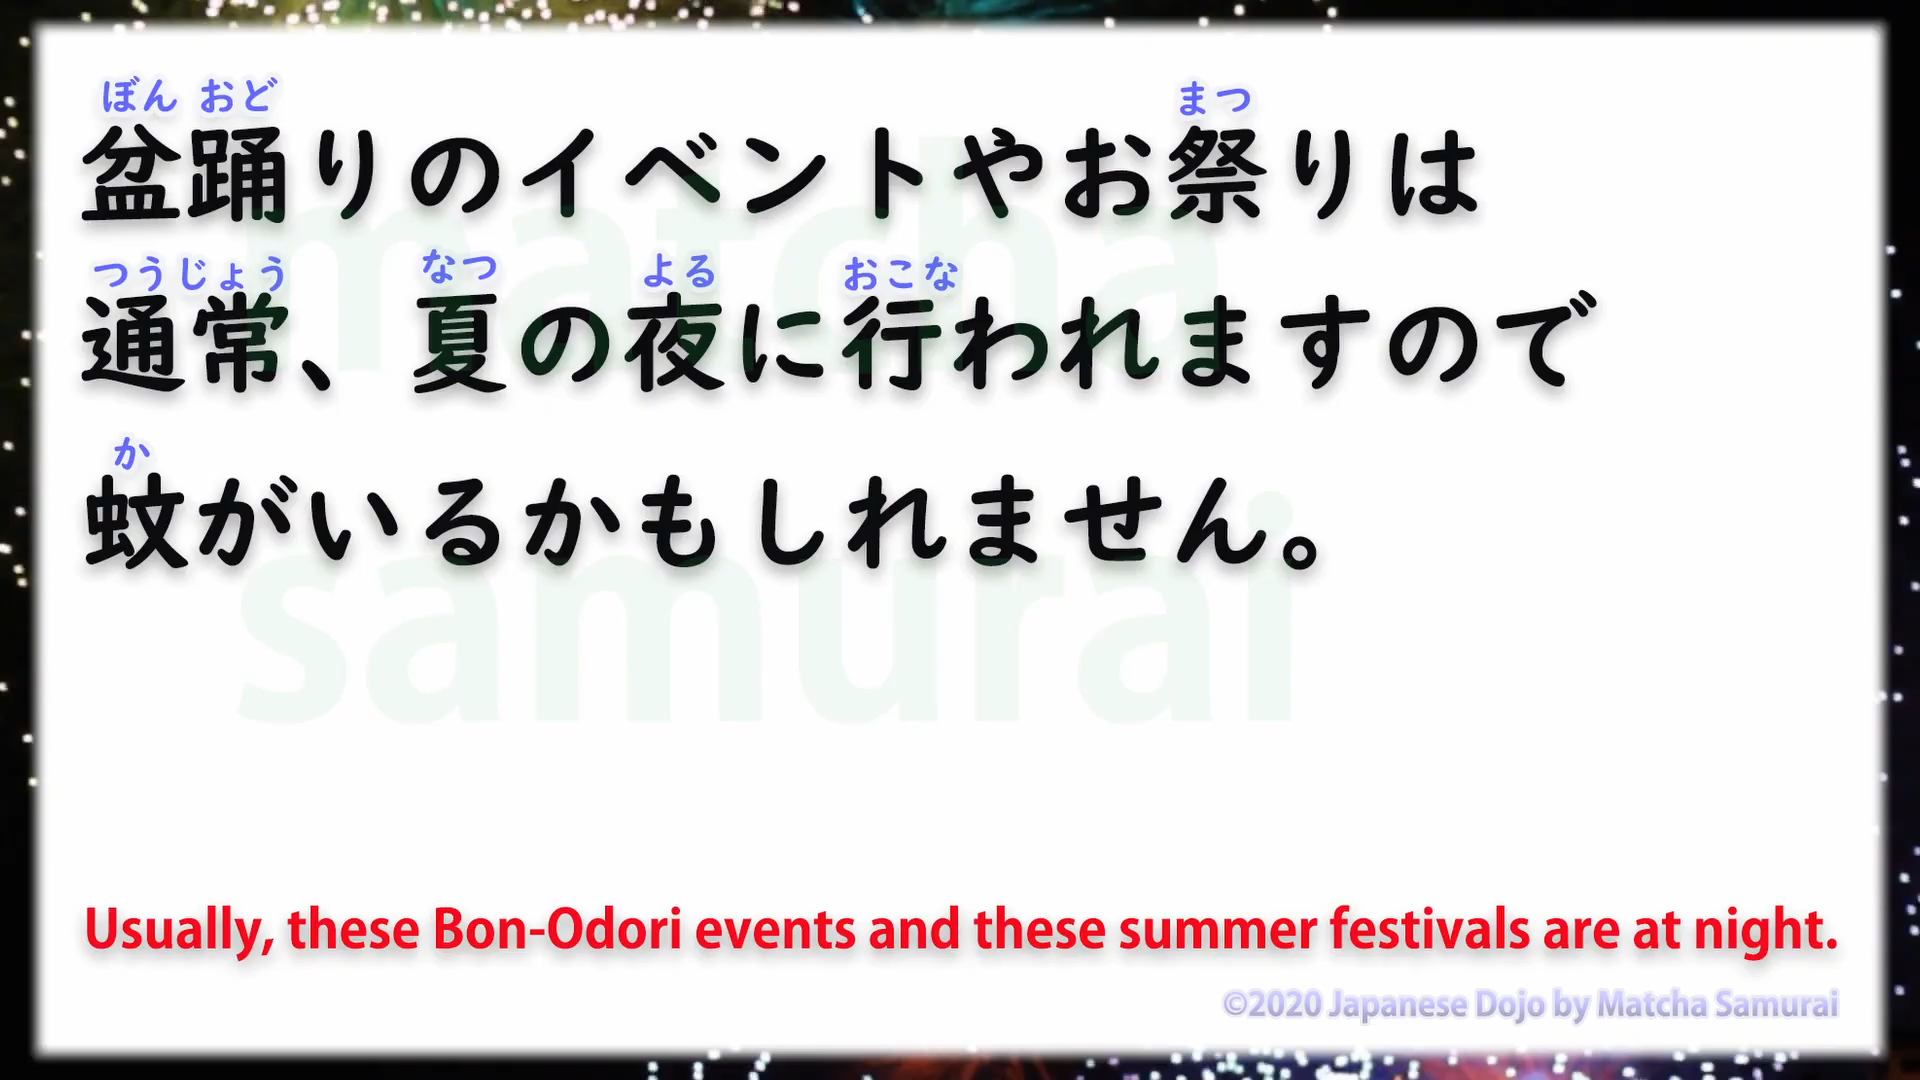 ぼん おど まつ
盆踊りのイベントやお祭りは
つうじょう なつ よる おこな
通常、夏の夜に行われますので
か
蚊がいるかもしれません。
matcha
samurai
Usually, these Bon-Odori events and these summer festivals are at night.
©2020 Japanese Dojo by Matcha Samurai